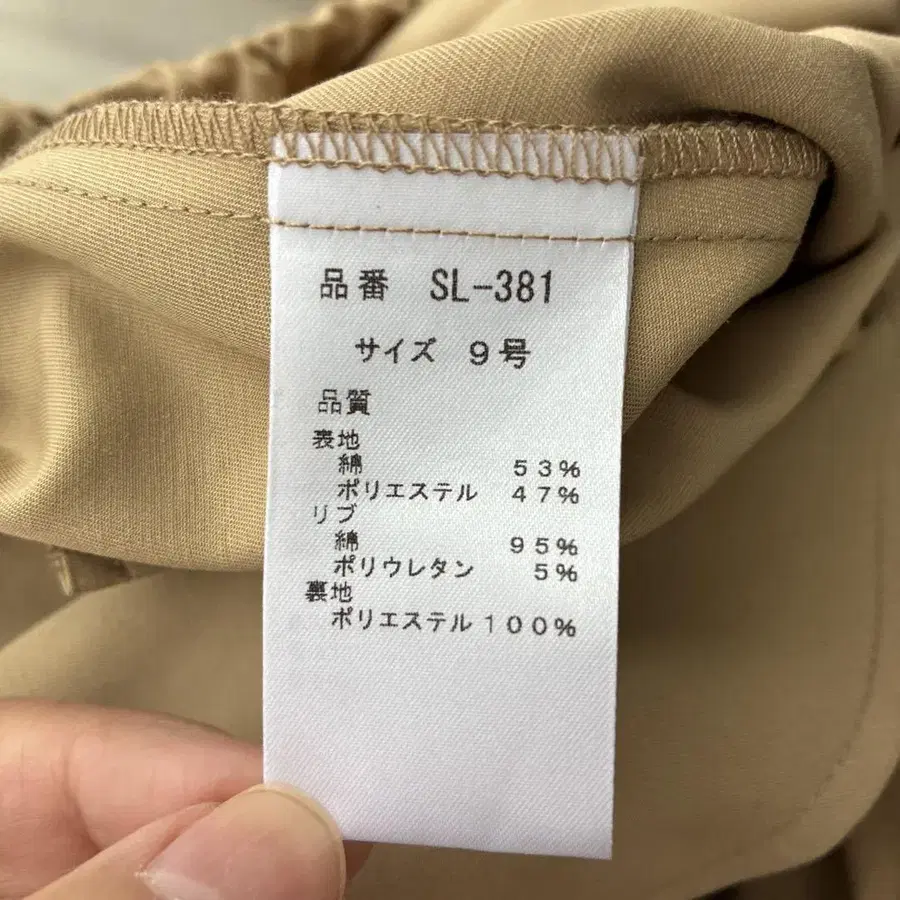 品番 SL-381
サイズ 9号
品質
表地
綿 53%
ポリエステル 47%
リブ
綿 95%
ポリウレタン 5%
裏地
ポリエステル100%